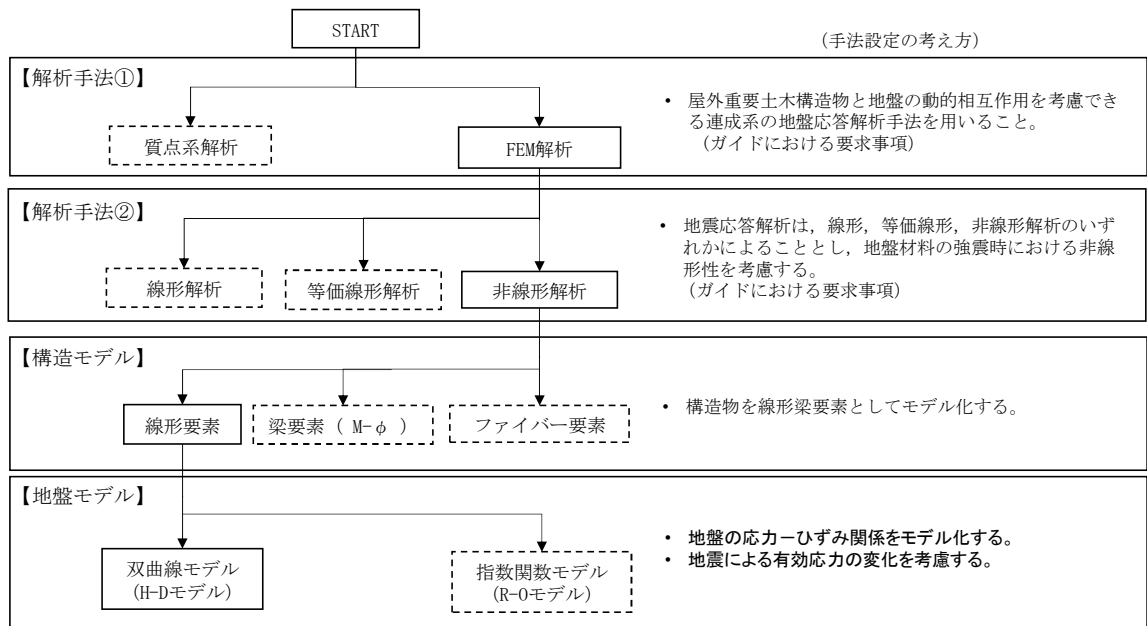 START
(手法設定の考え方)
【解析手法①】
• 屋外重要土木構造物と地盤の動的相互作用を考慮でき
る連成系の地盤応答解析手法を用いること。
(ガイドにおける要求事項)
質点系解析
FEM解析
【解析手法②】
• 地震応答解析は，線形，等価線形，非線形解析のいず
れかによることとし，地盤材料の強震時における非線
形性を考慮する。
(ガイドにおける要求事項)
線形解析
等価線形解析
非線形解析
【構造モデル】
• 構造物を線形梁要素としてモデル化する。
線形要素
梁要素（ M-φ ）
ファイバー要素
【地盤モデル】
• 地盤の応力－ひずみ関係をモデル化する。
• 地震による有効応力の変化を考慮する。
双曲線モデル
(H-Dモデル)
指数関数モデル
(R-Oモデル)